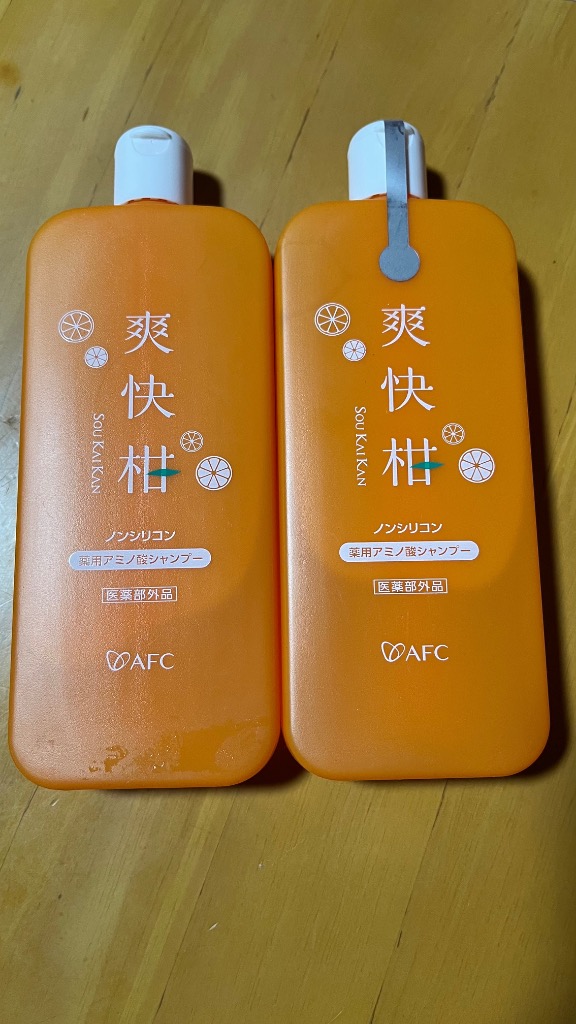 爽快柑
SOU KAI KAN
ノンシリコン
薬用アミノ酸シャンプー
医薬部外品
AFC
爽快柑
SOU KAI KAN
ノンシリコン
薬用アミノ酸シャンプー
医薬部外品
AFC